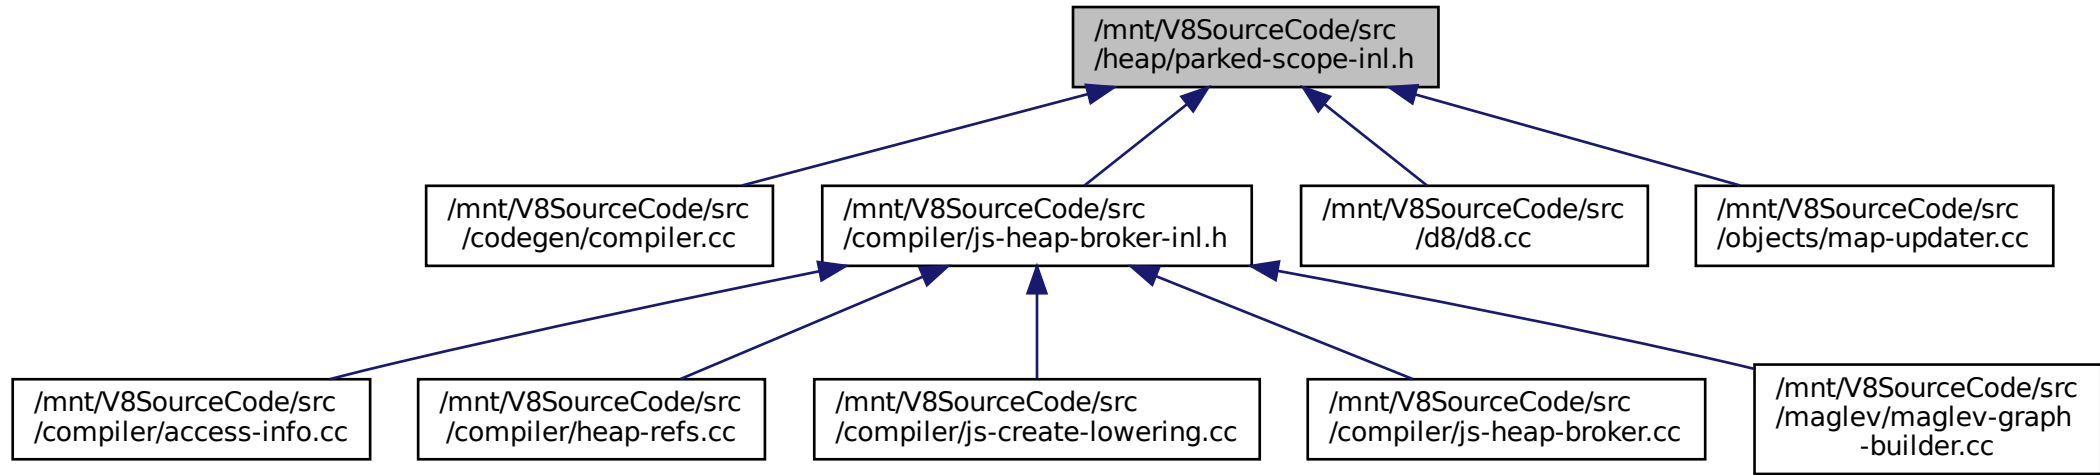 /mnt/V8SourceCode/src
/heap/parked-scope-inl.h
/mnt/V8SourceCode/src
/codegen/compiler.cc
/mnt/V8SourceCode/src
/compiler/js-heap-broker-inl.h
/mnt/V8SourceCode/src
/d8/d8.cc
/mnt/V8SourceCode/src
/objects/map-updater.cc
/mnt/V8SourceCode/src
/compiler/access-info.cc
/mnt/V8SourceCode/src
/compiler/heap-refs.cc
/mnt/V8SourceCode/src
/compiler/js-create-lowering.cc
/mnt/V8SourceCode/src
/compiler/js-heap-broker.cc
/mnt/V8SourceCode/src
/maglev/maglev-graph
-builder.cc